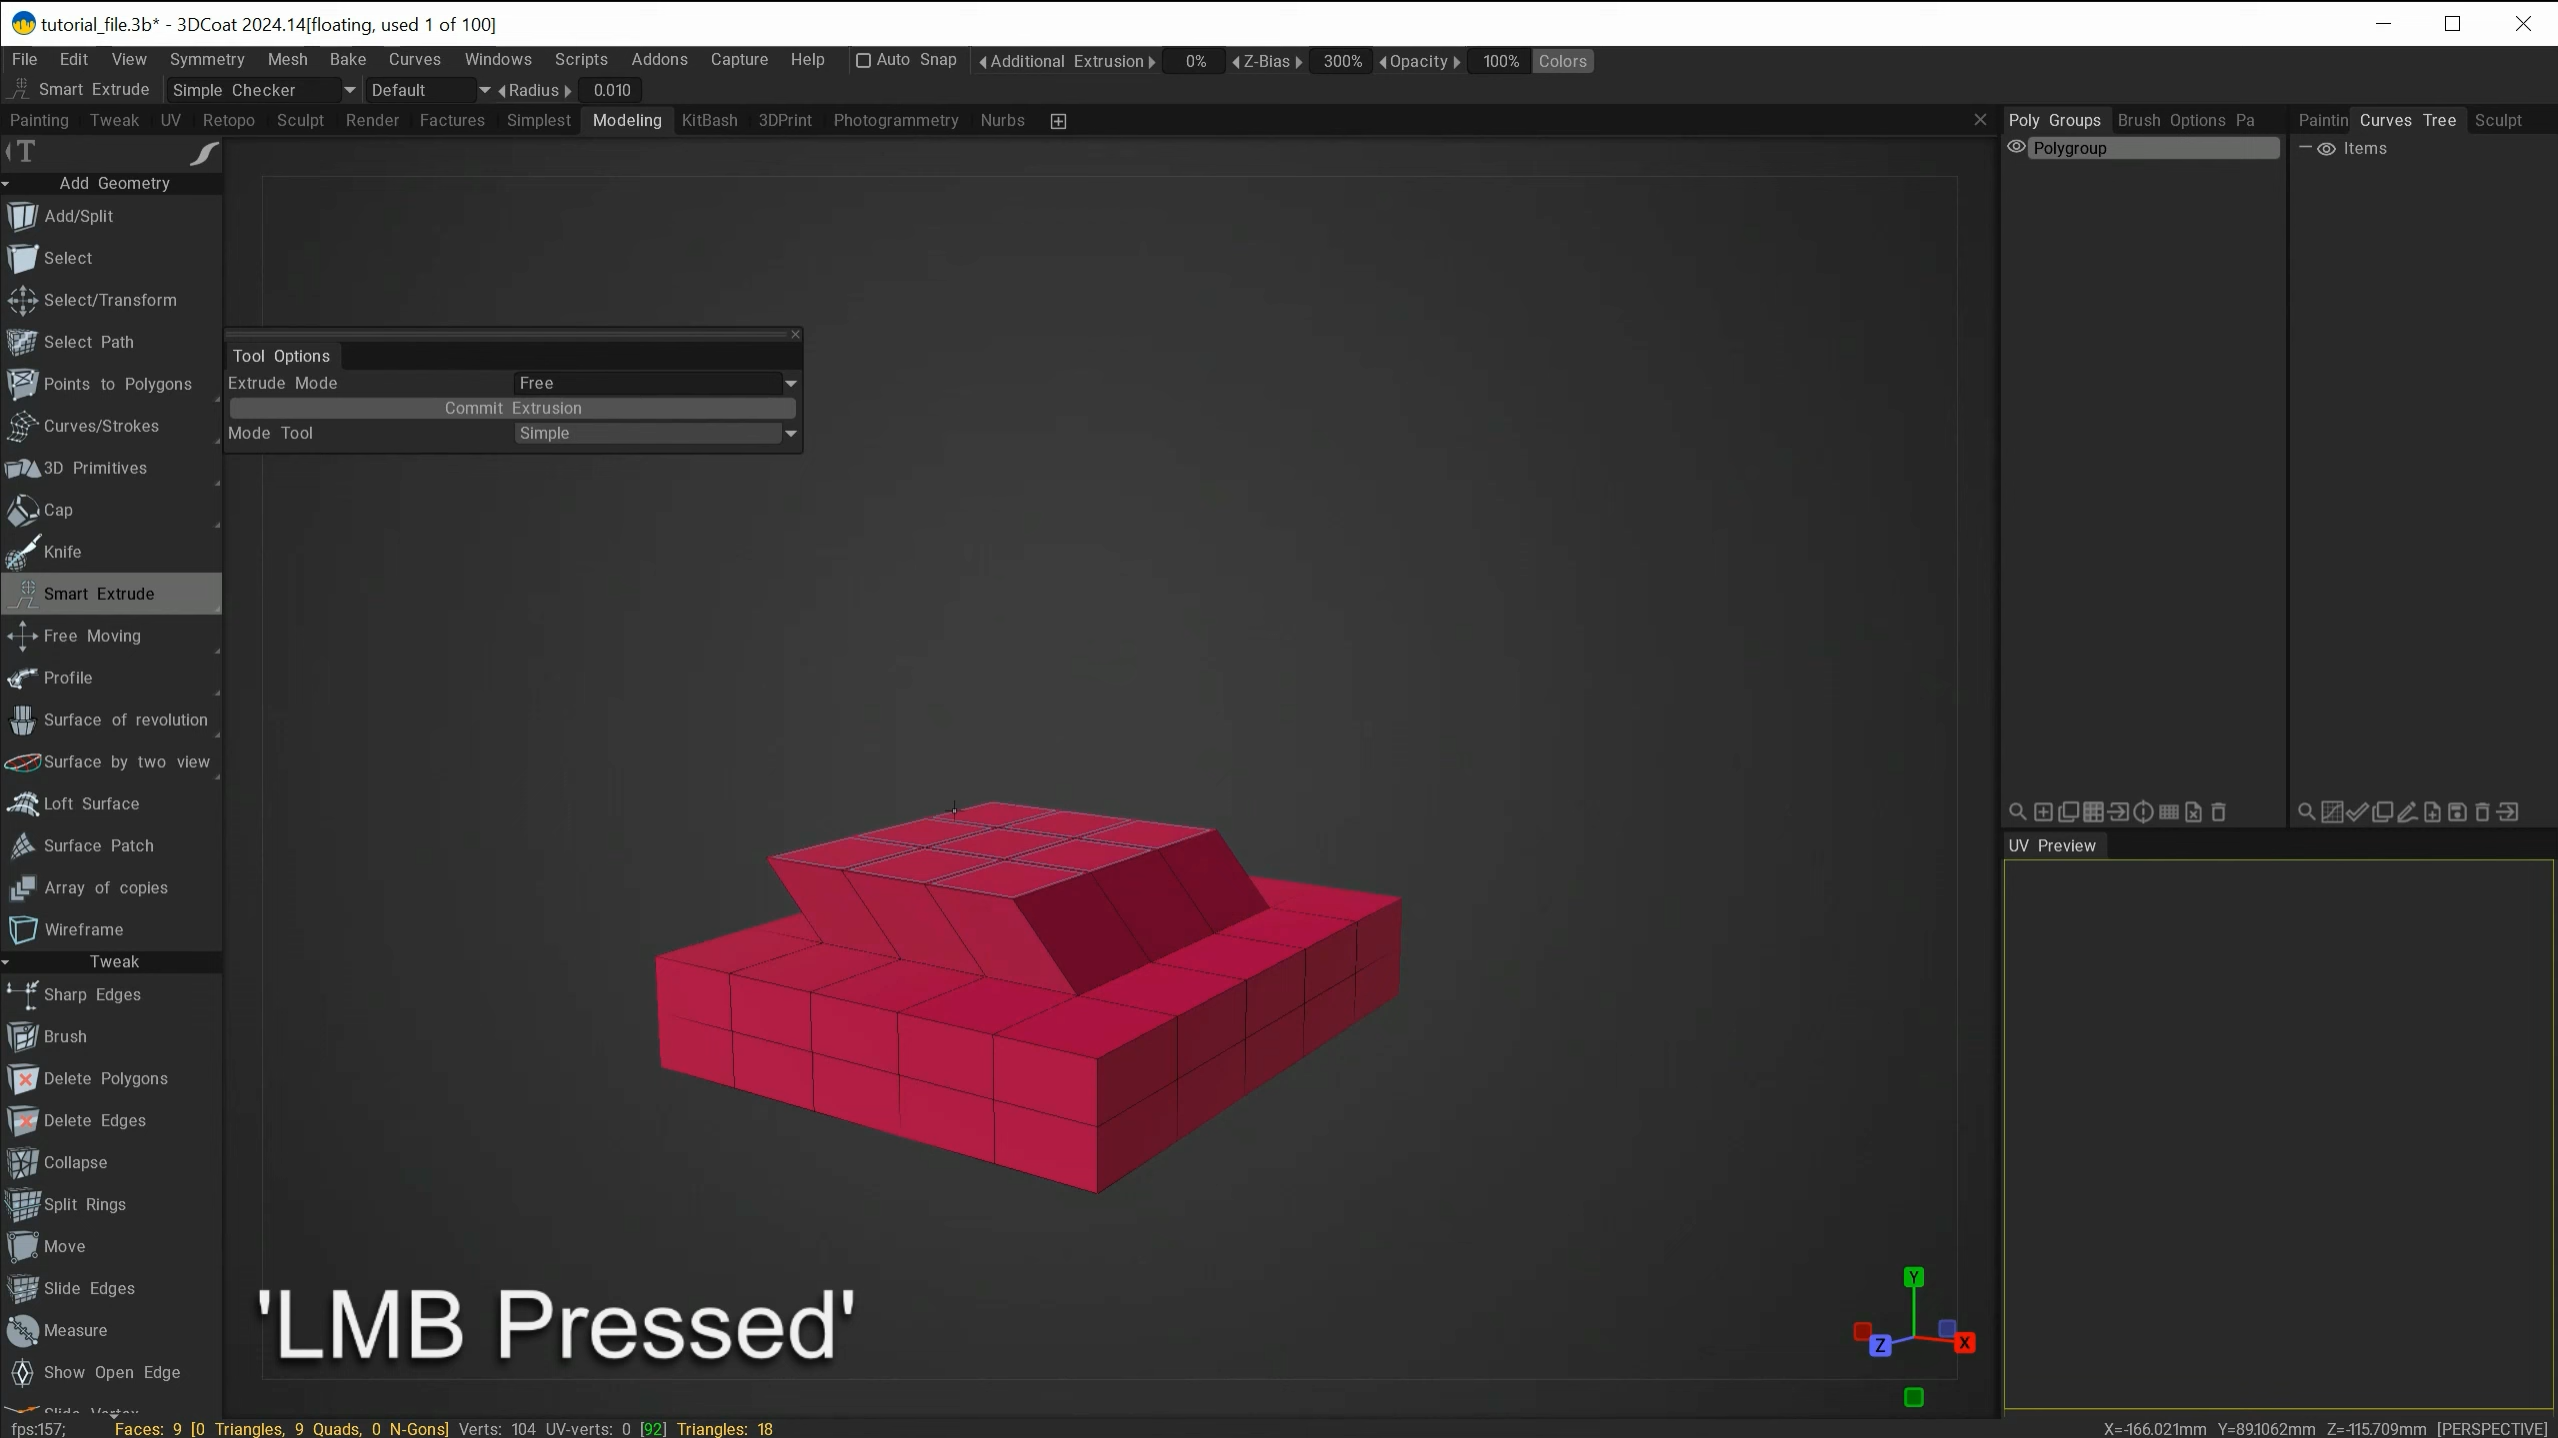 tutorial_file.3b* - 3DCoat 2024.14[floating, used 1 of 100]
File Edit View Symmetry Mesh Bake Curves Windows Scripts Addons Capture Help Auto Snap Additional Extrusion 0% Z-Bias 300% Opacity 100% Colors
Smart Extrude Simple Checker Default Radius 0.010
Painting Tweak UV Retopo Sculpt Render Factures Simplest Modeling KitBash 3DPrint Photogrammetry Nurbs
Poly Groups Brush Options Pa
Paintin Curves Tree Sculpt
Polygroup
Items
T
Add Geometry
Add/Split
Select
Select/Transform
Select Path
Points to Polygons
Curves/Strokes
3D Primitives
Cap
Knife
Smart Extrude
Free Moving
Profile
Surface of revolution
Surface by two view
Loft Surface
Surface Patch
Array of copies
Wireframe
Tweak
Sharp Edges
Brush
Delete Polygons
Delete Edges
Collapse
Split Rings
Move
Slide Edges
Measure
Show Open Edge
Tool Options
Extrude Mode Free
Commit Extrusion
Mode Tool Simple
UV Preview
'LMB Pressed'
Y
Z
X
fps:157; Faces: 9 [0 Triangles, 9 Quads, 0 N-Gons] Verts: 104 UV-verts: 0 [92] Triangles: 18
X=-166.021mm Y=89.1062mm Z=-115.709mm [PERSPECTIVE]